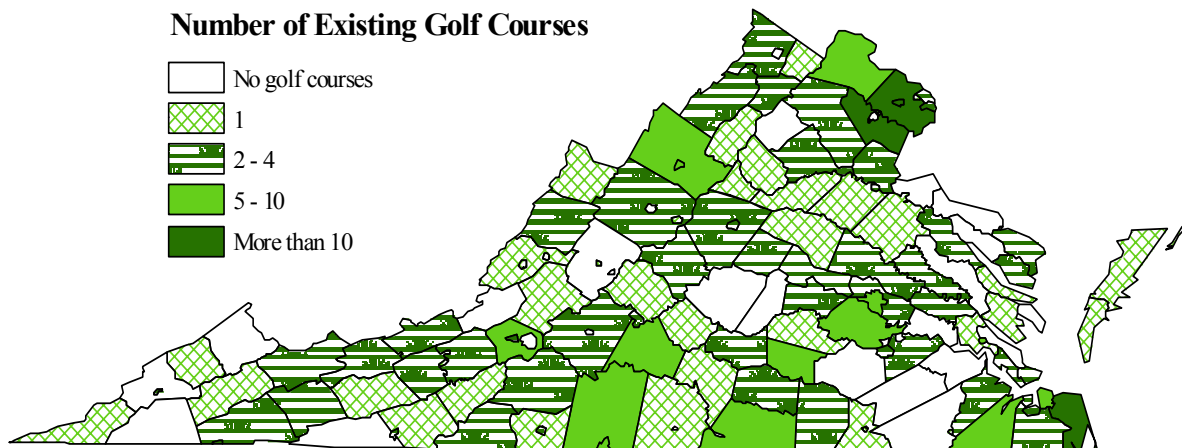 Number of Existing Golf Courses
No golf courses
1
2 - 4
5 - 10
More than 10